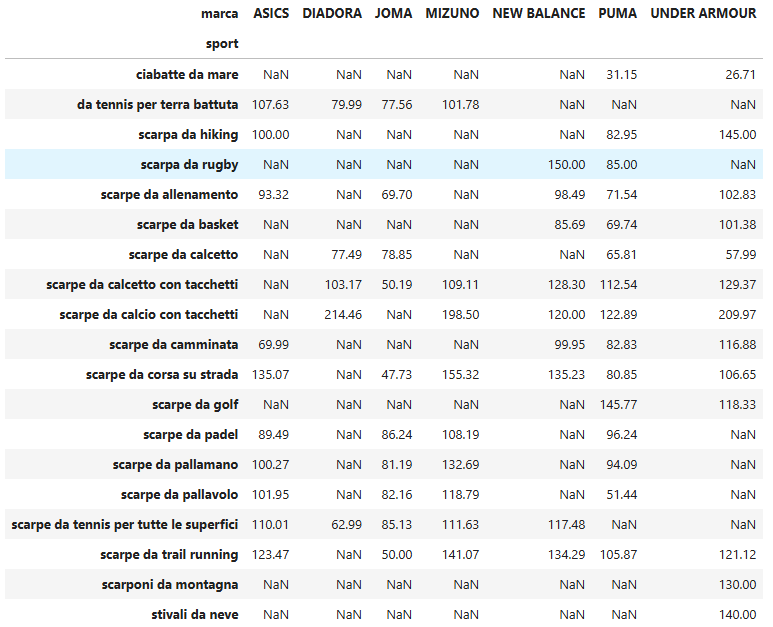 marca ASICS DIADORA JOMA MIZUNO NEW BALANCE PUMA UNDER ARMOUR
sport
ciabatte da mare NaN NaN NaN NaN NaN 31.15 26.71
da tennis per terra battuta 107.63 79.99 77.56 101.78 NaN NaN NaN
scarpa da hiking 100.00 NaN NaN NaN NaN 82.95 145.00
scarpa da rugby NaN NaN NaN NaN 150.00 85.00 NaN
scarpe da allenamento 93.32 NaN 69.70 NaN 98.49 71.54 102.83
scarpe da basket NaN NaN NaN NaN 85.69 69.74 101.38
scarpe da calcetto NaN 77.49 78.85 NaN NaN 65.81 57.99
scarpe da calcetto con tacchetti NaN 103.17 50.19 109.11 128.30 112.54 129.37
scarpe da calcio con tacchetti NaN 214.46 NaN 198.50 120.00 122.89 209.97
scarpe da camminata 69.99 NaN NaN NaN 99.95 82.83 116.88
scarpe da corsa su strada 135.07 NaN 47.73 155.32 135.23 80.85 106.65
scarpe da golf NaN NaN NaN NaN NaN 145.77 118.33
scarpe da padel 89.49 NaN 86.24 108.19 NaN 96.24 NaN
scarpe da pallamano 100.27 NaN 81.19 132.69 NaN 94.09 NaN
scarpe da pallavolo 101.95 NaN 82.16 118.79 NaN 51.44 NaN
scarpe da tennis per tutte le superfici 110.01 62.99 85.13 111.63 117.48 NaN NaN
scarpe da trail running 123.47 NaN 50.00 141.07 134.29 105.87 121.12
scarponi da montagna NaN NaN NaN NaN NaN NaN 130.00
stivali da neve NaN NaN NaN NaN NaN NaN 140.00